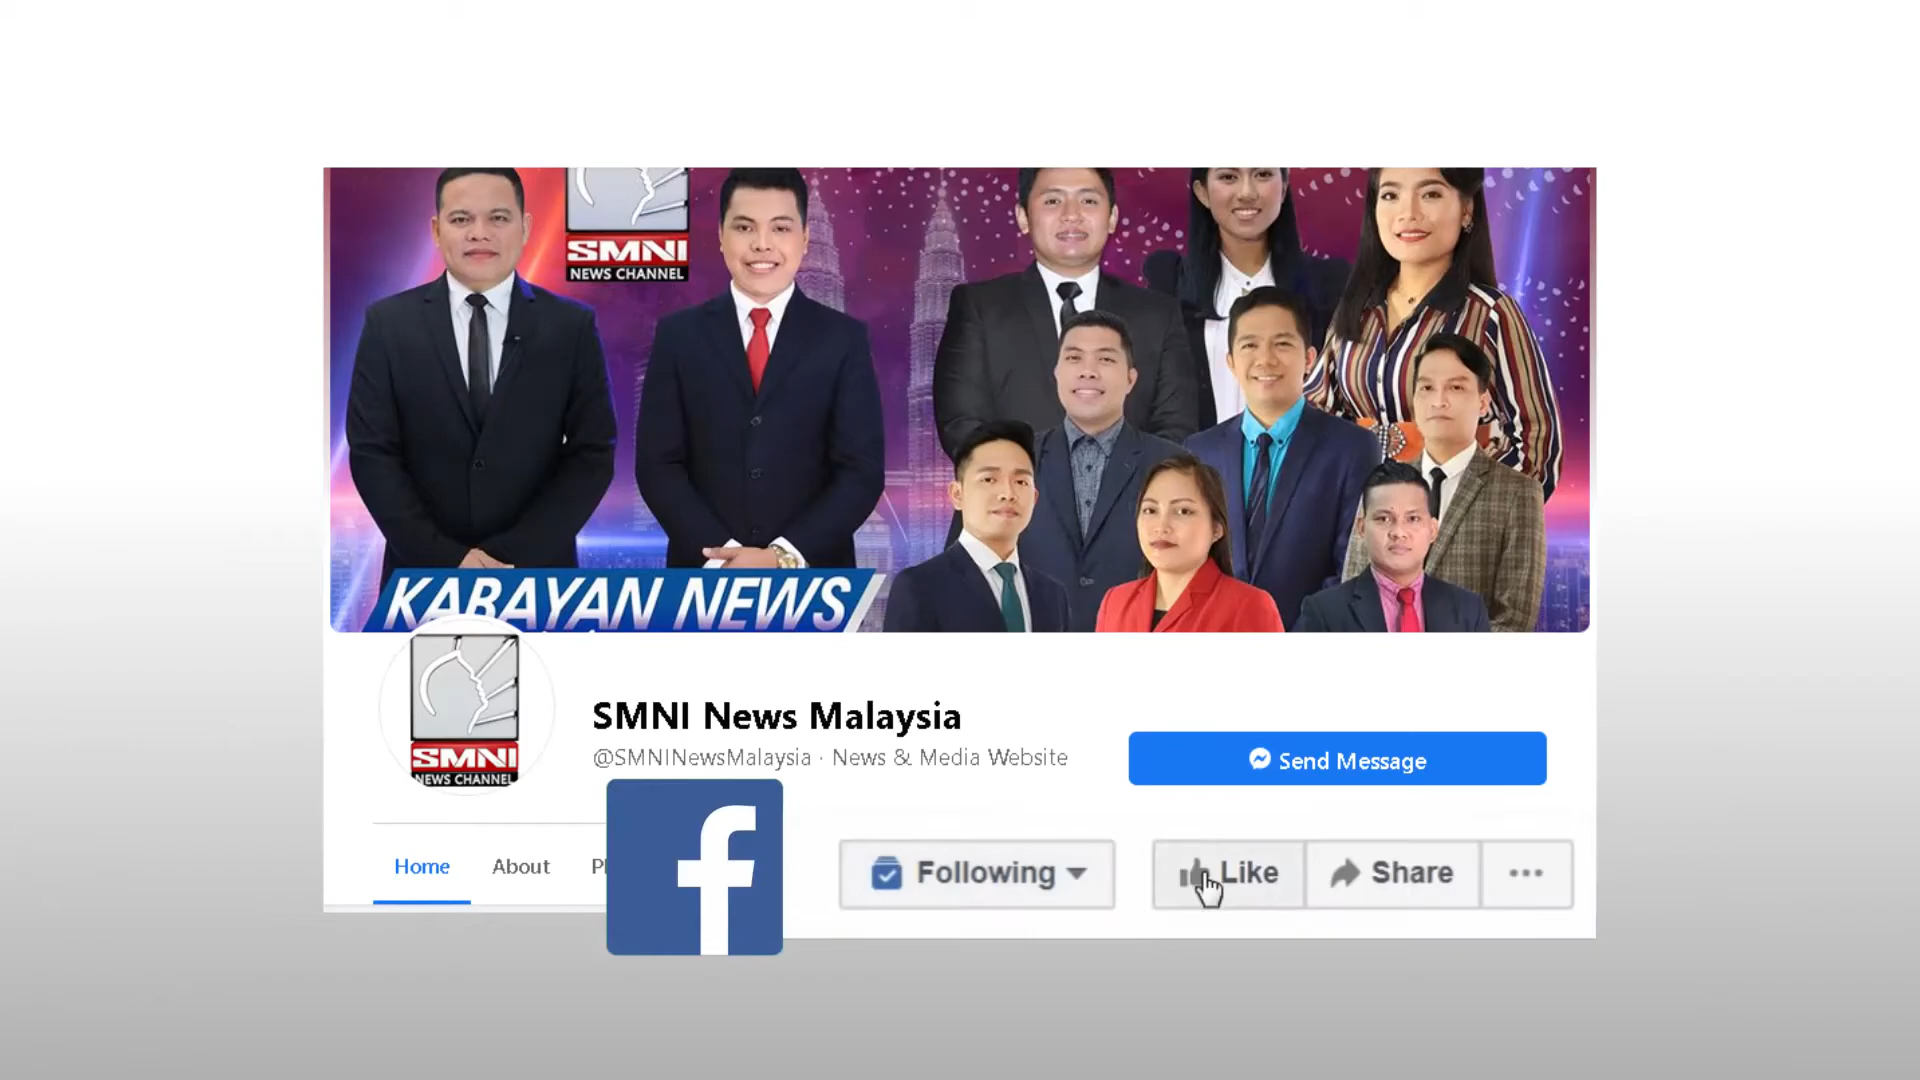 SMNI
NEWS CHANNEL
KABAYAN NEWS
SMNI
NEWS CHANNEL
SMNI News Malaysia
@SMNINewsMalaysia · News & Media Website
Send Message
Home About
f
Following
Like
Share